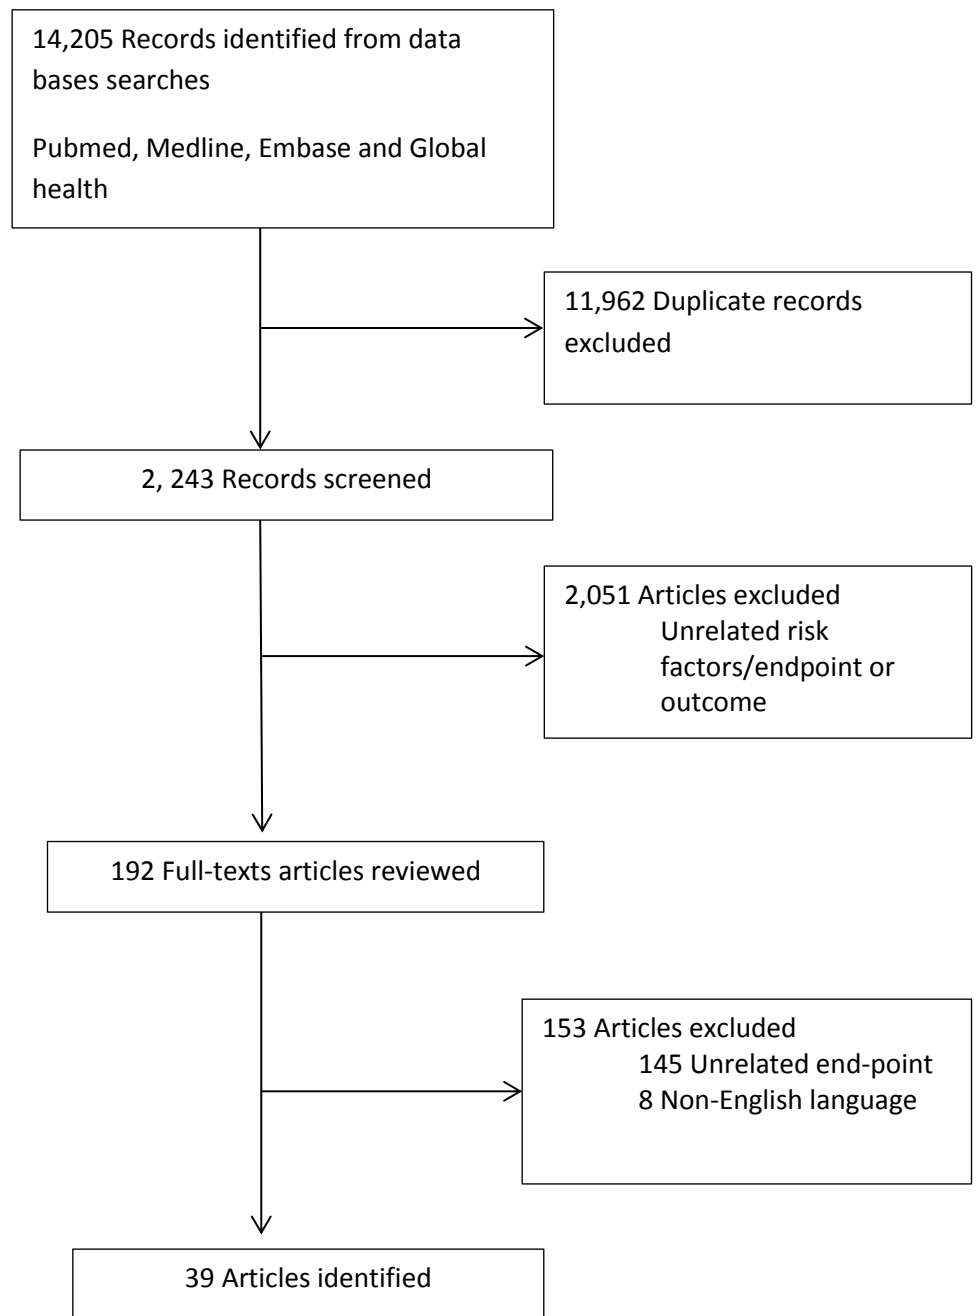 14,205 Records identified from data
bases searches
Pubmed, Medline, Embase and Global
health
11,962 Duplicate records
excluded
2, 243 Records screened
2,051 Articles excluded
Unrelated risk
factors/endpoint or
outcome
192 Full-texts articles reviewed
153 Articles excluded
145 Unrelated end-point
8 Non-English language
39 Articles identified